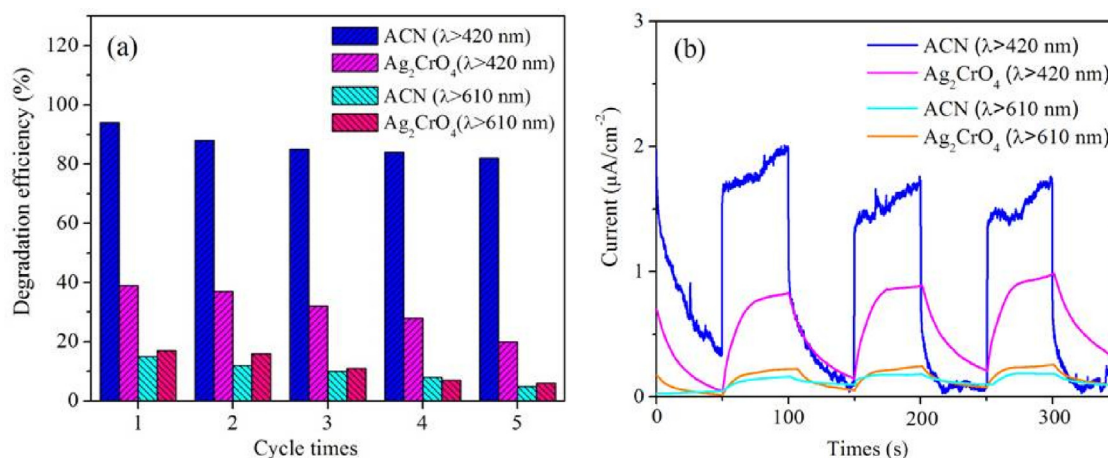 (a)
ACN (λ>420 nm)
Ag₂CrO₄(λ>420 nm)
ACN (λ>610 nm)
Ag₂CrO₄(λ>610 nm)
Degradation efficiency (%)
120
100
80
60
40
20
0
1 2 3 4 5
Cycle times
(b)
ACN (λ>420 nm)
Ag₂CrO₄ (λ>420 nm)
ACN (λ>610 nm)
Ag₂CrO₄ (λ>610 nm)
Current (μA/cm⁻²)
3
2
1
0
0 100 200 300
Times (s)